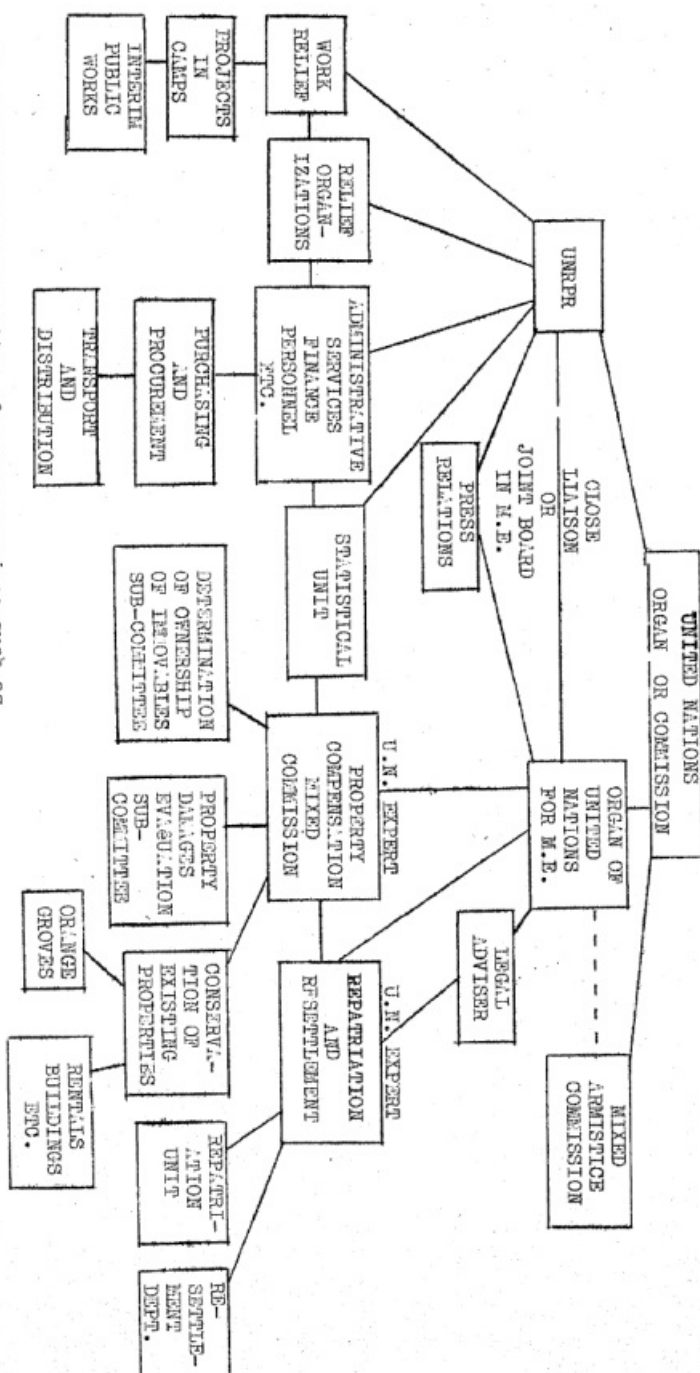 UNITED NATIONS
ORGAN OR COMMISSION
UNRPR
CLOSE
LIAISON
OR
JOINT BOARD
IN M.E.
ORGAN OF
UNITED
NATIONS
FOR M.E.
MIXED
ARMISTICE
COMMISSION
PRESS
RELATIONS
LEGAL
ADVISER
WORK
RELIEF
RELIEF
ORGAN-
IZATIONS
ADMINISTRATIVE
SERVICES
FINANCE
PERSONNEL
ETC.
STATISTICAL
UNIT
U.N. EXPERT
PROPERTY
COMPENSATION
MIXED
COMMISSION
U.N. EXPERT
REPATRIATION
AND
RFSETTLEMENT
PROJECTS
IN
CAMPS
INTERIM
PUBLIC
WORKS
PURCHASING
AND
PROCUREMENT
TRANSPORT
AND
DISTRIBUTION
DETERMINATION
OF OWNERSHIP
OF IMMOVABLES
SUB-COMMITTEE
PROPERTY
DAMAGES
EVALUATION
SUB-
COMMITTEE
CONSERVA-
TION OF
EXISTING
PROPERTIES
ORANGE
GROVES
RENTALS
BUILDINGS
ETC.
REPATRI-
ATION
UNIT
RE-
SETTLE-
MENT
DEPT.